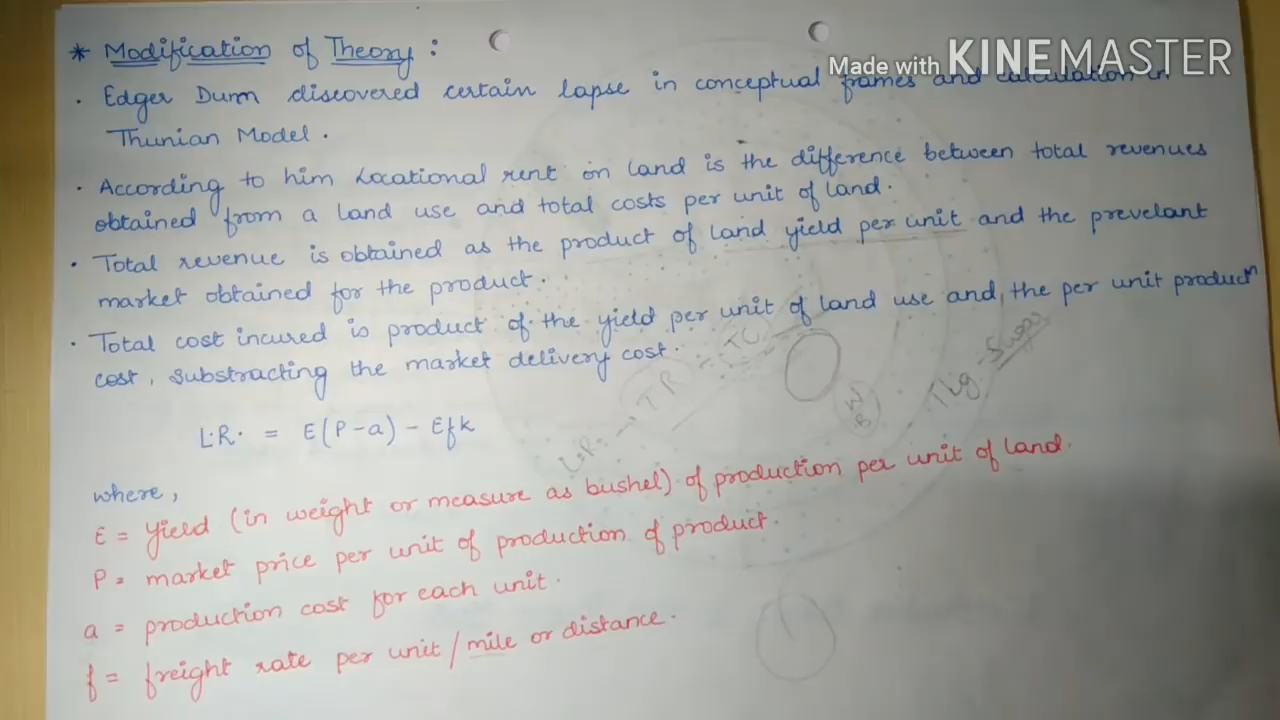 Made with KINEMASTER
* Modification of Theory :
· Edger Dunn discovered certain lapse in conceptual frames and calculation in
Thunian Model.
· According to him Locational rent on land is the difference between total revenues
obtained from a land use and total costs per unit of land.
· Total revenue is obtained as the product of land yield per unit and the prevelant
market obtained for the product.
· Total cost incured is product of the yield per unit of land use and, the per unit productn
cost, substracting the market delivery cost.
L.R. = E(P-a) - Efk
where,
E = Yield (in weight or measure as bushel) of production per unit of land.
P = market price per unit of production of product.
a = production cost for each unit.
f = freight rate per unit / mile or distance.
L.R. → TR - TC